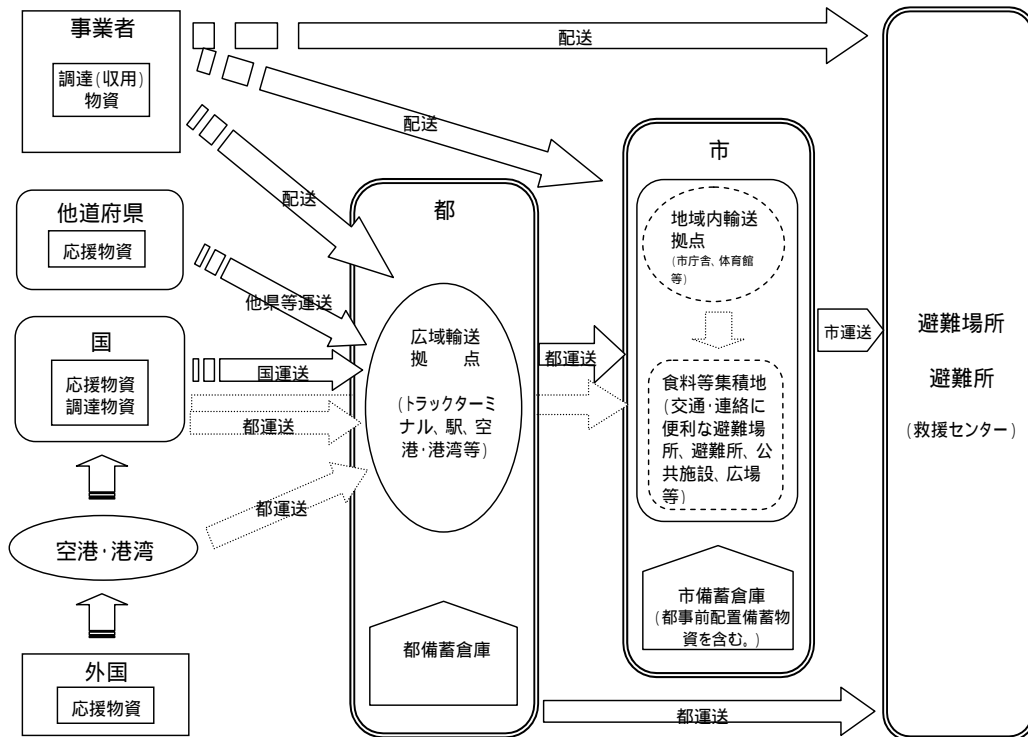 事業者
調達(収用)
物資
他道府県
応援物資
国
応援物資
調達物資
空港・港湾
外国
応援物資
配送
配送
配送
他県等運送
国運送
都運送
都運送
都
広域輸送
拠　点
(トラックターミ
ナル、駅、空
港・港湾等)
都備蓄倉庫
都運送
都運送
市
地域内輸送
拠点
(市庁舎、体育館
等)
食料等集積地
(交通・連絡に
便利な避難場
所、避難所、公
共施設、広場
等)
市備蓄倉庫
(都事前配置備蓄物
資を含む。)
市運送
避難場所
避難所
(救援センター)